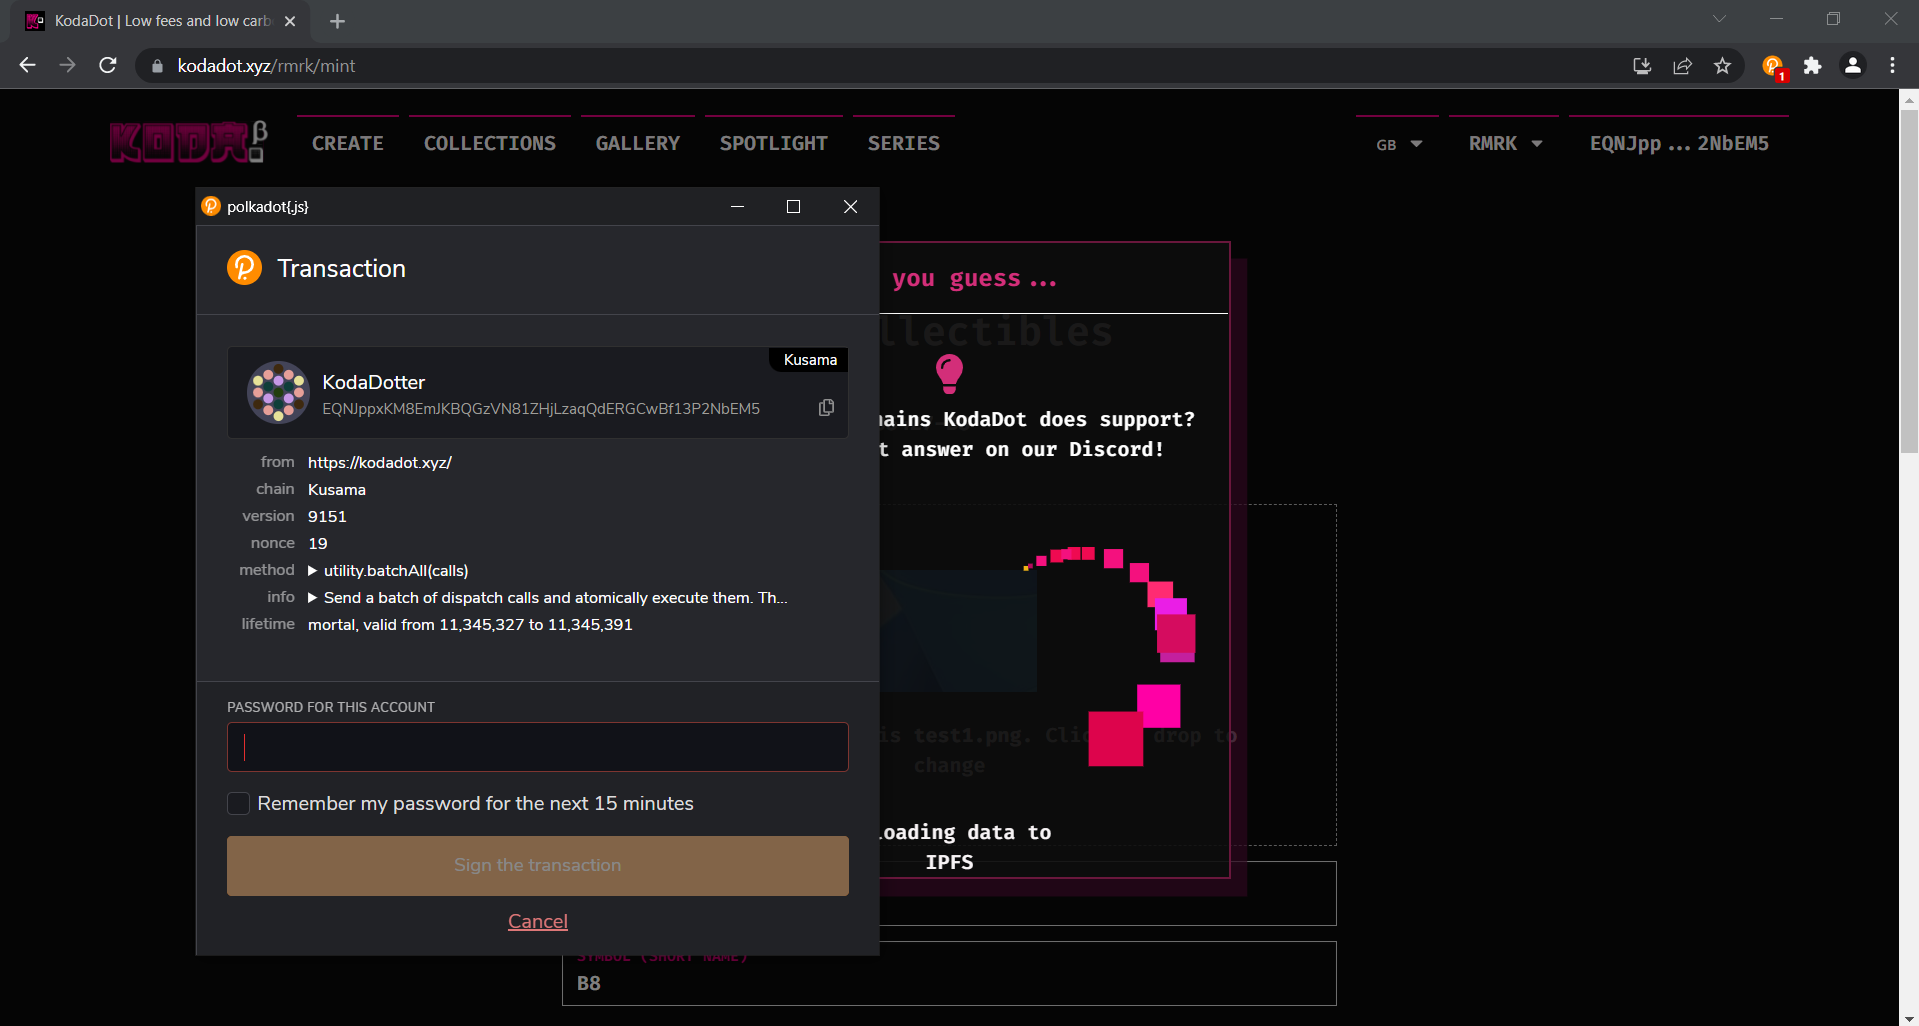 KodaDot | Low fees and low carb
kodadot.xyz/rmrk/mint
1
KODA β
CREATE
COLLECTIONS
GALLERY
SPOTLIGHT
SERIES
GB
RMRK
EQNJpp...2NbEM5
polkadot{.js}
Transaction
Kusama
KodaDotter
EQNJppxKM8EmJKBQGzVN81ZHjLzaqQdERGCwBf13P2NbEM5
from https://kodadot.xyz/
chain Kusama
version 9151
nonce 19
method utility.batchAll(calls)
info Send a batch of dispatch calls and atomically execute them. Th...
lifetime mortal, valid from 11,345,327 to 11,345,391
PASSWORD FOR THIS ACCOUNT
Remember my password for the next 15 minutes
Sign the transaction
Cancel
you guess...
llectibles
ains KodaDot does support?
t answer on our Discord!
is test1.png. Clic drop to
change
oading data to
IPFS
SYMBOL (SHORT NAME)
B8